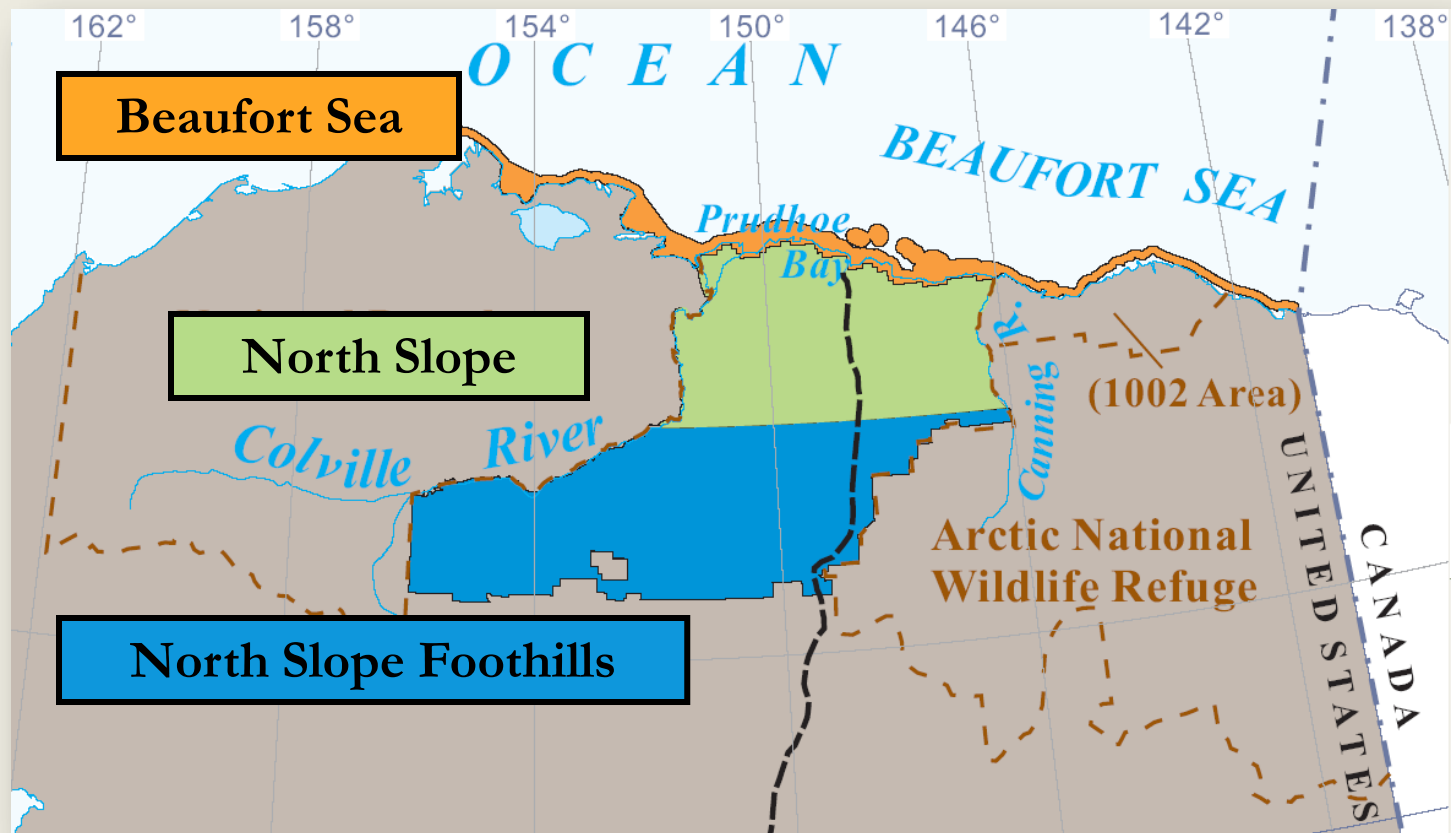 162°
158°
154°
150°
146°
142°
138°
OCEAN
Beaufort Sea
BEAUFORT SEA
Prudhoe
Bay
North Slope
R.
Canning
(1002 Area)
Colville River
Arctic National
Wildlife Refuge
UNITED STATES
CANADA
North Slope Foothills